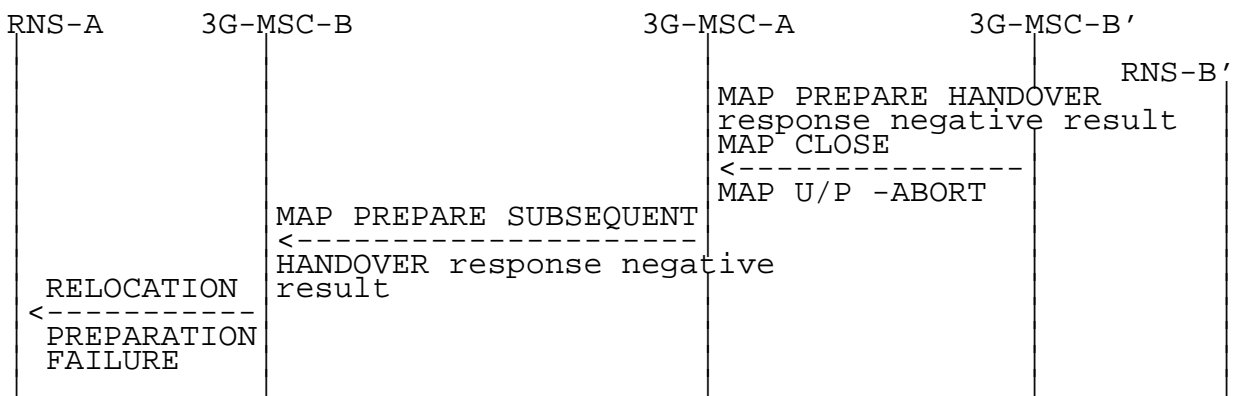 RNS-A 3G-MSC-B 3G-MSC-A 3G-MSC-B'
RNS-B'
MAP PREPARE HANDOVER
response negative result
MAP CLOSE
<---------------
MAP U/P -ABORT
MAP PREPARE SUBSEQUENT
<---------------------
HANDOVER response negative
result
RELOCATION
<-----------
PREPARATION
FAILURE